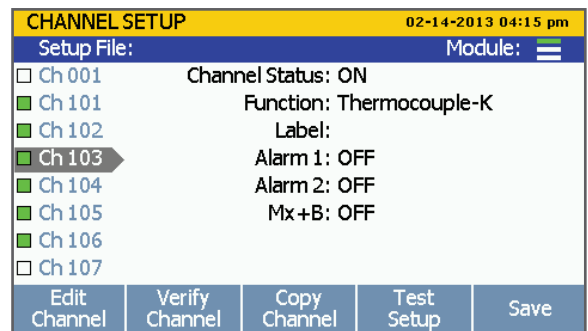 CHANNEL SETUP 02-14-2013 04:15 pm
Setup File: Module:
Ch 001 Channel Status: ON
Ch 101 Function: Thermocouple-K
Ch 102 Label:
Ch 103 Alarm 1: OFF
Ch 104 Alarm 2: OFF
Ch 105 Mx+B: OFF
Ch 106
Ch 107
Edit Channel Verify Channel Copy Channel Test Setup Save